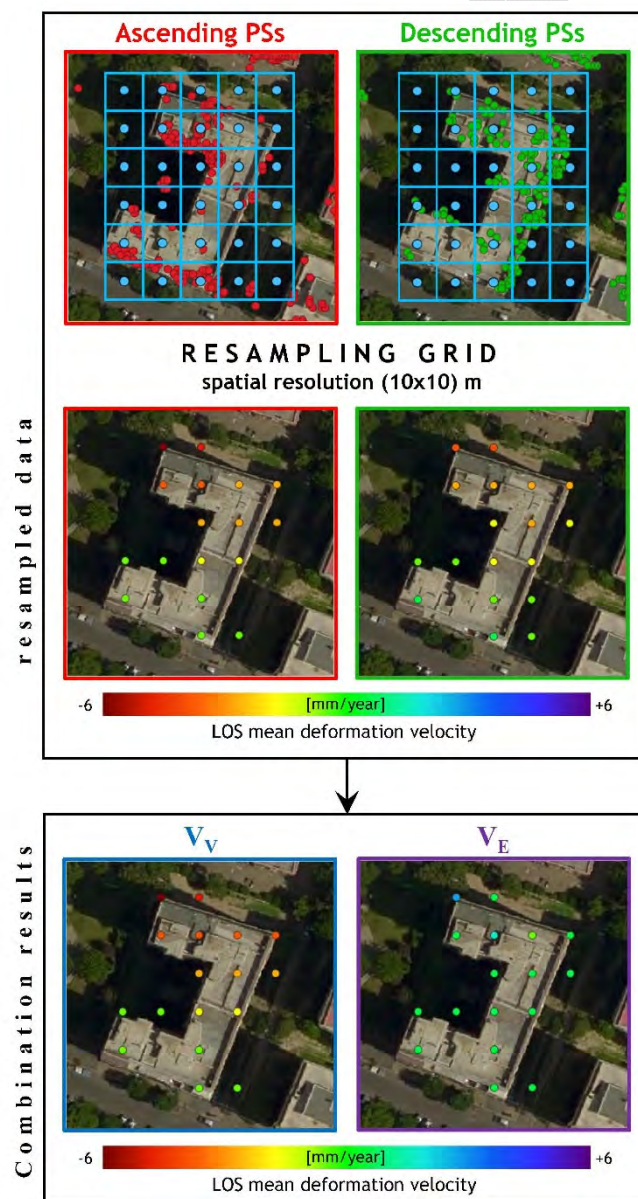 Ascending PSs
Descending PSs
RESAMPLING GRID
spatial resolution (10x10) m
resampled data
-6
[mm/year]
+6
LOS mean deformation velocity
Combination results
VV
VE
-6
[mm/year]
+6
LOS mean deformation velocity